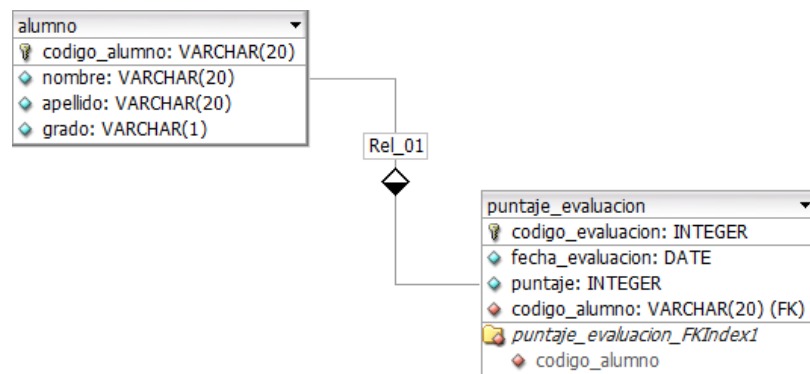 alumno
codigo_alumno: VARCHAR(20)
nombre: VARCHAR(20)
apellido: VARCHAR(20)
grado: VARCHAR(1)
Rel_01
puntaje_evaluacion
codigo_evaluacion: INTEGER
fecha_evaluacion: DATE
puntaje: INTEGER
codigo_alumno: VARCHAR(20) (FK)
puntaje_evaluacion_FKIndex1
codigo_alumno